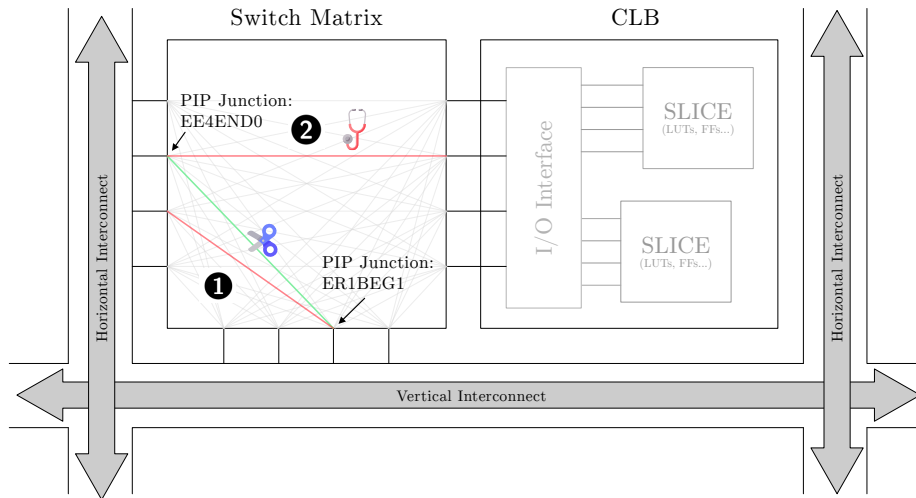 Switch Matrix
CLB
PIP Junction:
EE4END0
2
SLICE
(LUTs, FFs...)
I/O Interface
Horizontal Interconnect
Horizontal Interconnect
SLICE
(LUTs, FFs...)
PIP Junction:
ER1BEG1
1
Vertical Interconnect